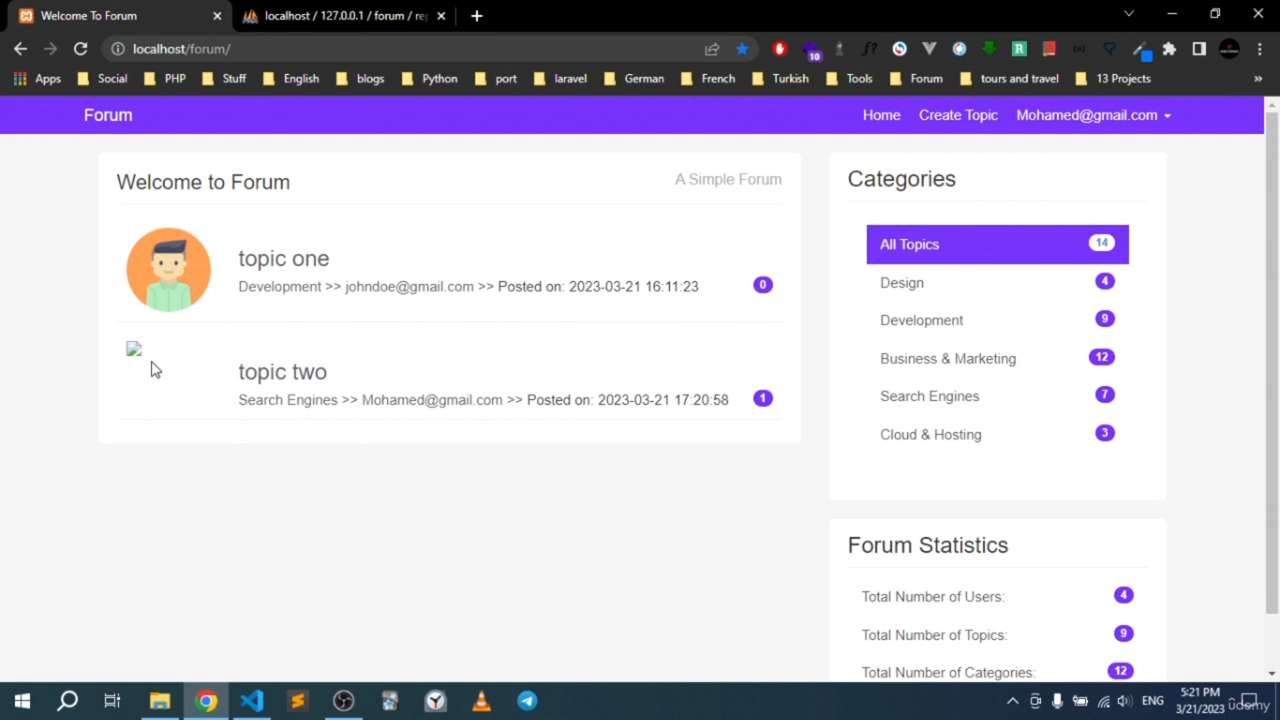 Welcome To Forum
localhost / 127.0.0.1 / forum / re
localhost/forum/
10
f?
R
Apps Social PHP Stuff English blogs Python port laravel German French Turkish Tools Forum tours and travel 13 Projects »
Forum Home Create Topic Mohamed@gmail.com
Welcome to Forum A Simple Forum
topic one
Development >> johndoe@gmail.com >> Posted on: 2023-03-21 16:11:23 0
topic two
Search Engines >> Mohamed@gmail.com >> Posted on: 2023-03-21 17:20:58 1
Categories
All Topics 14
Design 4
Development 9
Business & Marketing 12
Search Engines 7
Cloud & Hosting 3
Forum Statistics
Total Number of Users: 4
Total Number of Topics: 9
Total Number of Categories: 12
ENG
5:21 PM
3/21/2023
ûdemy